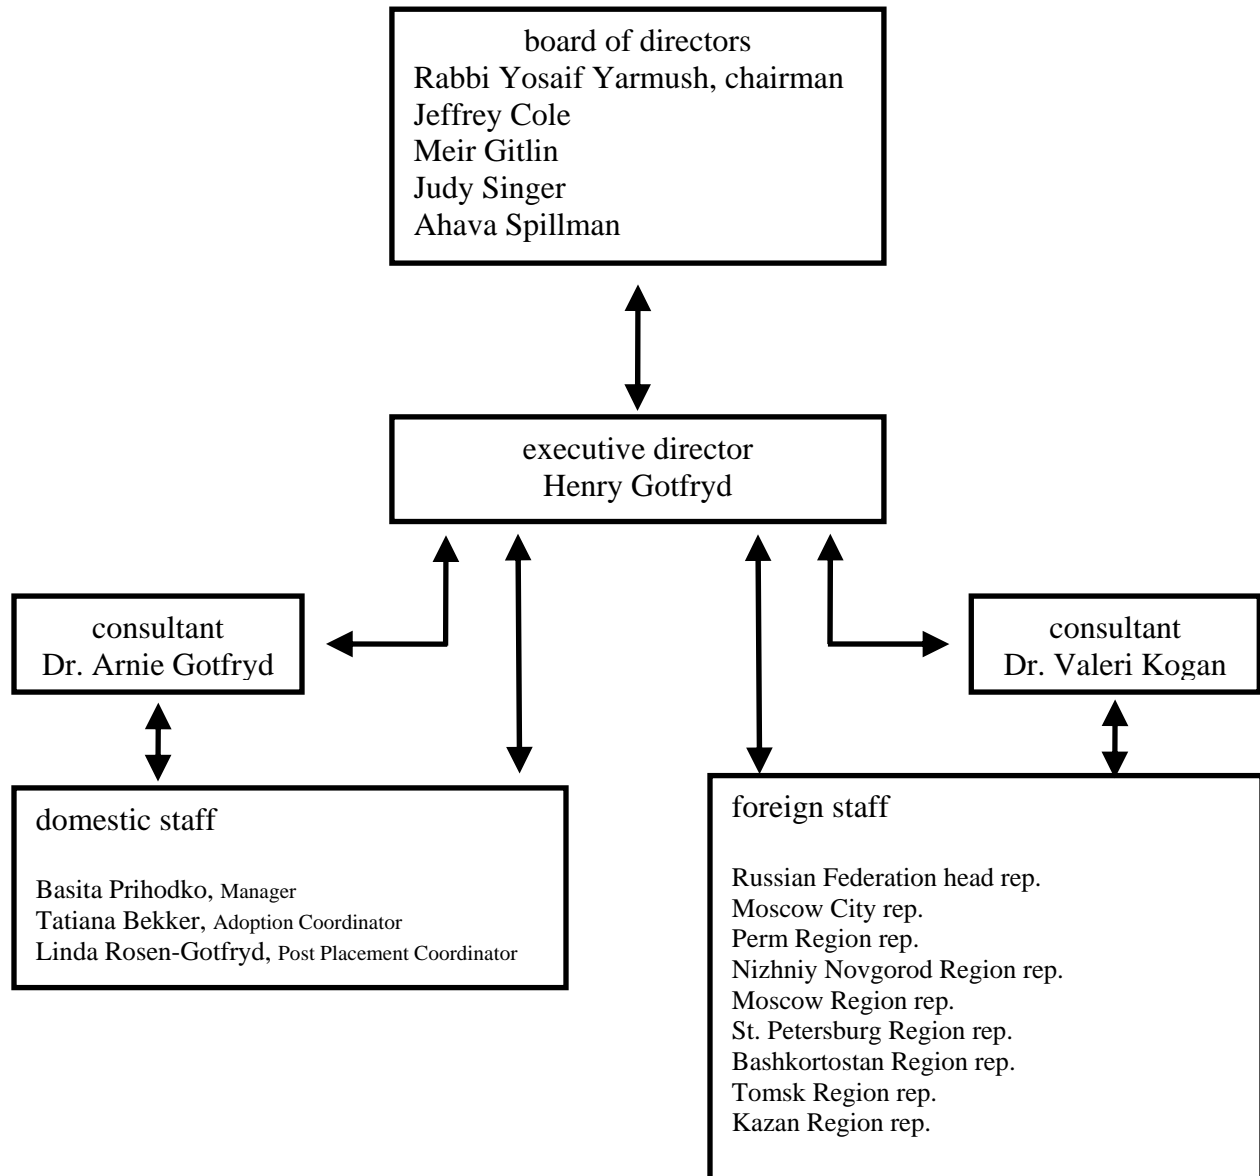 board of directors
Rabbi Yosaif Yarmush, chairman
Jeffrey Cole
Meir Gitlin
Judy Singer
Ahava Spillman
executive director
Henry Gotfryd
consultant
Dr. Arnie Gotfryd
consultant
Dr. Valeri Kogan
domestic staff
Basita Prihodko, Manager
Tatiana Bekker, Adoption Coordinator
Linda Rosen-Gotfryd, Post Placement Coordinator
foreign staff
Russian Federation head rep.
Moscow City rep.
Perm Region rep.
Nizhniy Novgorod Region rep.
Moscow Region rep.
St. Petersburg Region rep.
Bashkortostan Region rep.
Tomsk Region rep.
Kazan Region rep.